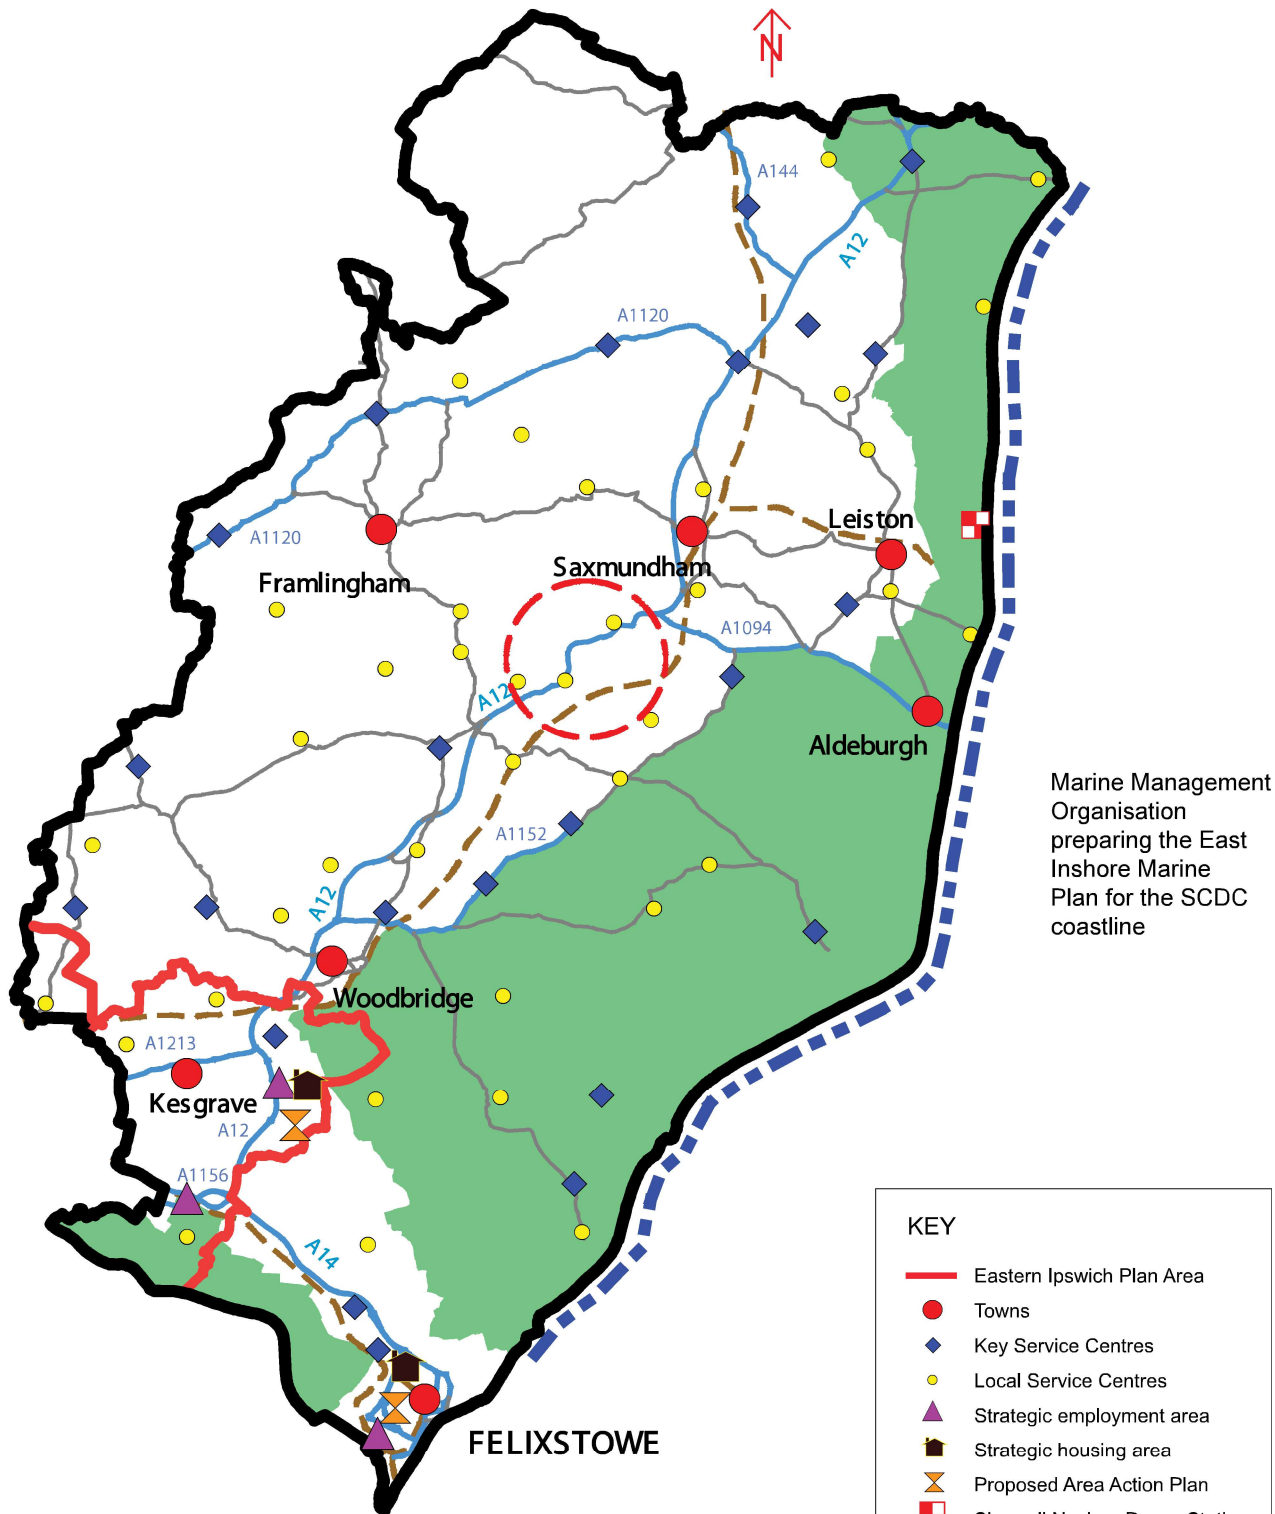 N
A144
A12
A1120
A1120
Leiston
Saxmundham
Framlingham
A1094
A12
Aldeburgh
Marine Management
Organisation
preparing the East
Inshore Marine
Plan for the SCDC
coastline
A1152
A12
Woodbridge
A1213
Kesgrave
A12
A1156
A14
FELIXSTOWE
KEY
Eastern Ipswich Plan Area
Towns
Key Service Centres
Local Service Centres
Strategic employment area
Strategic housing area
Proposed Area Action Plan